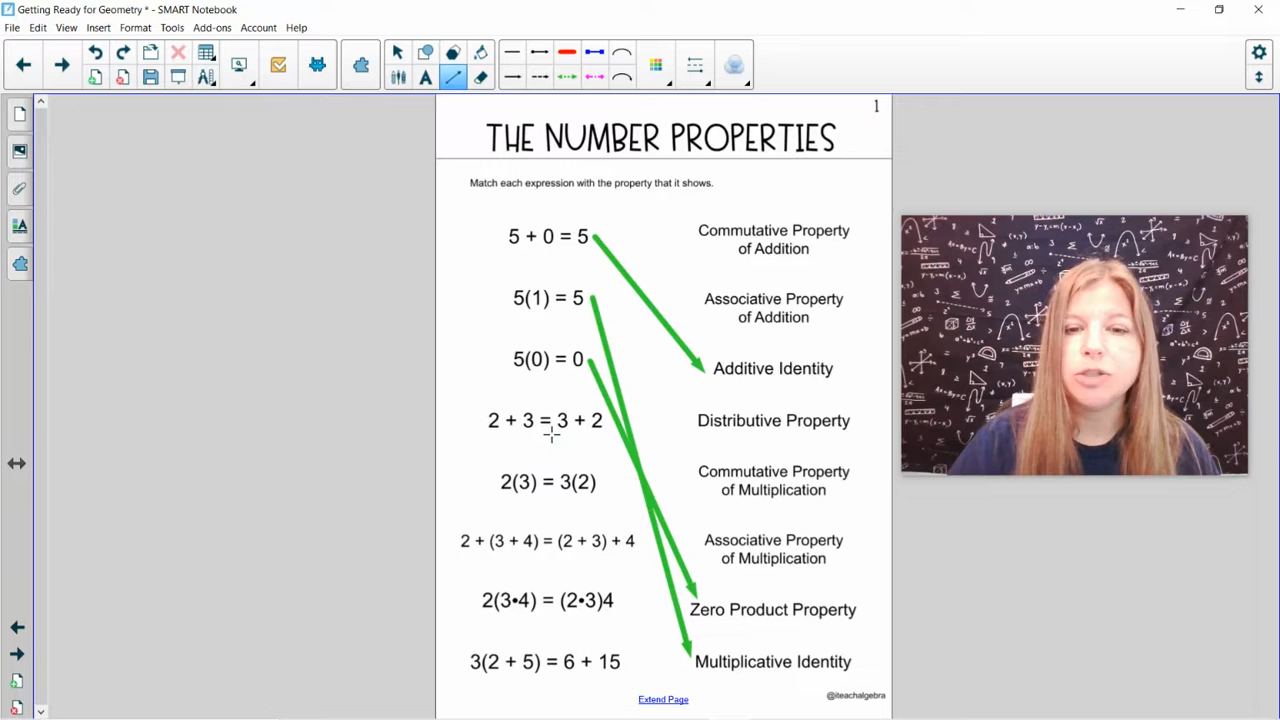 Getting Ready for Geometry * - SMART Notebook
File Edit View Insert Format Tools Add-ons Account Help
1
THE NUMBER PROPERTIES
Match each expression with the property that it shows.
5 + 0 = 5
Commutative Property
of Addition
5(1) = 5
Associative Property
of Addition
5(0) = 0
Additive Identity
2 + 3 = 3 + 2
Distributive Property
2(3) = 3(2)
Commutative Property
of Multiplication
2 + (3 + 4) = (2 + 3) + 4
Associative Property
of Multiplication
2(3•4) = (2•3)4
Zero Product Property
3(2 + 5) = 6 + 15
Multiplicative Identity
Extend Page
@iteachalgebra